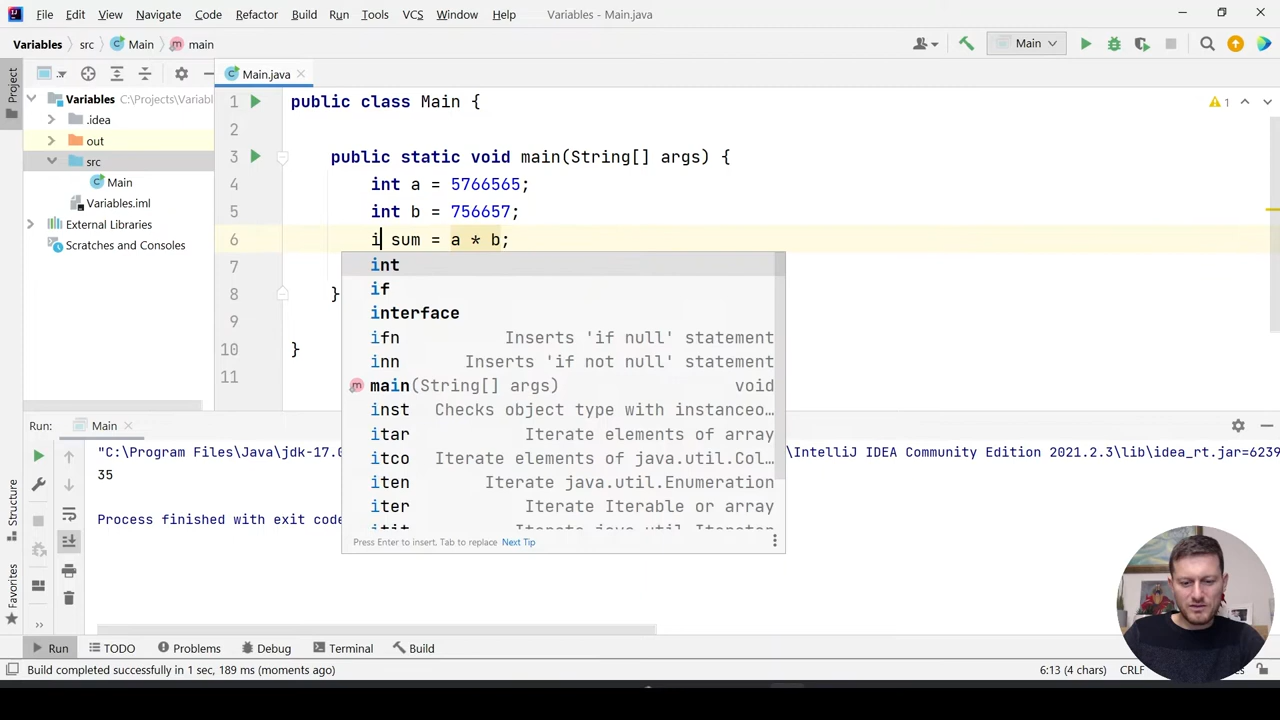 File Edit View Navigate Code Refactor Build Run Tools VCS Window Help Variables - Main.java
Variables src Main main Main
Project
Main.java
Variables C:\Projects\Variabl
.idea
out
src
Main
Variables.iml
External Libraries
Scratches and Consoles
1 public class Main {
1
2
3 public static void main(String[] args) {
4 int a = 5766565;
5 int b = 756657;
6 i sum = a * b;
7
8 }
9
10 }
11
int
if
interface
ifn Inserts 'if null' statement
inn Inserts 'if not null' statement
main(String[] args) void
inst Checks object type with instanceo…
itar Iterate elements of array
itco Iterate elements of java.util.Col…
iten Iterate java.util.Enumeration
iter Iterate Iterable or array
Press Enter to insert, Tab to replace Next Tip
Run: Main
"C:\Program Files\Java\jdk-17.0 \IntelliJ IDEA Community Edition 2021.2.3\lib\idea_rt.jar=6239
35
Process finished with exit code
Structure
Favorites
Run TODO Problems Debug Terminal Build
Build completed successfully in 1 sec, 189 ms (moments ago) 6:13 (4 chars) CRLF